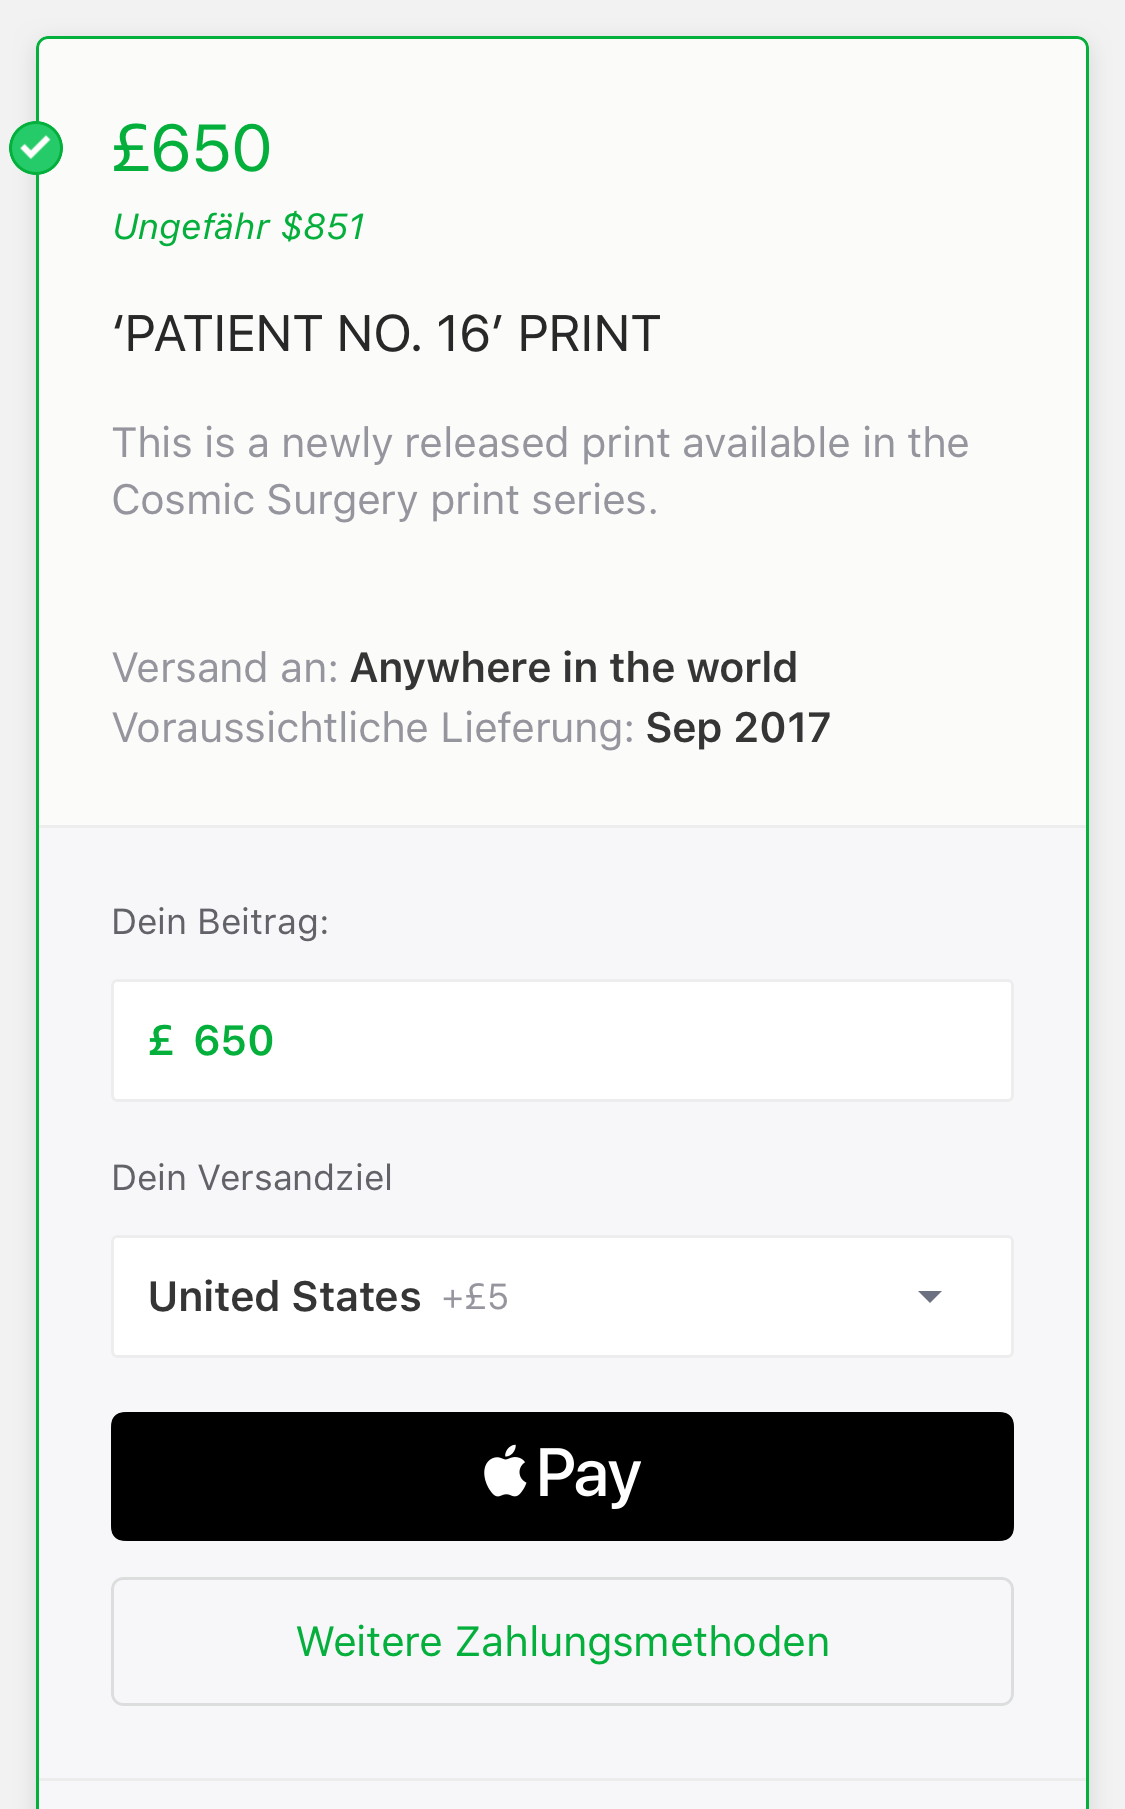 £650
Ungefähr $851
‘PATIENT NO. 16’ PRINT
This is a newly released print available in the
Cosmic Surgery print series.
Versand an: Anywhere in the world
Voraussichtliche Lieferung: Sep 2017
Dein Beitrag:
£ 650
Dein Versandziel
United States +£5
Pay
Weitere Zahlungsmethoden